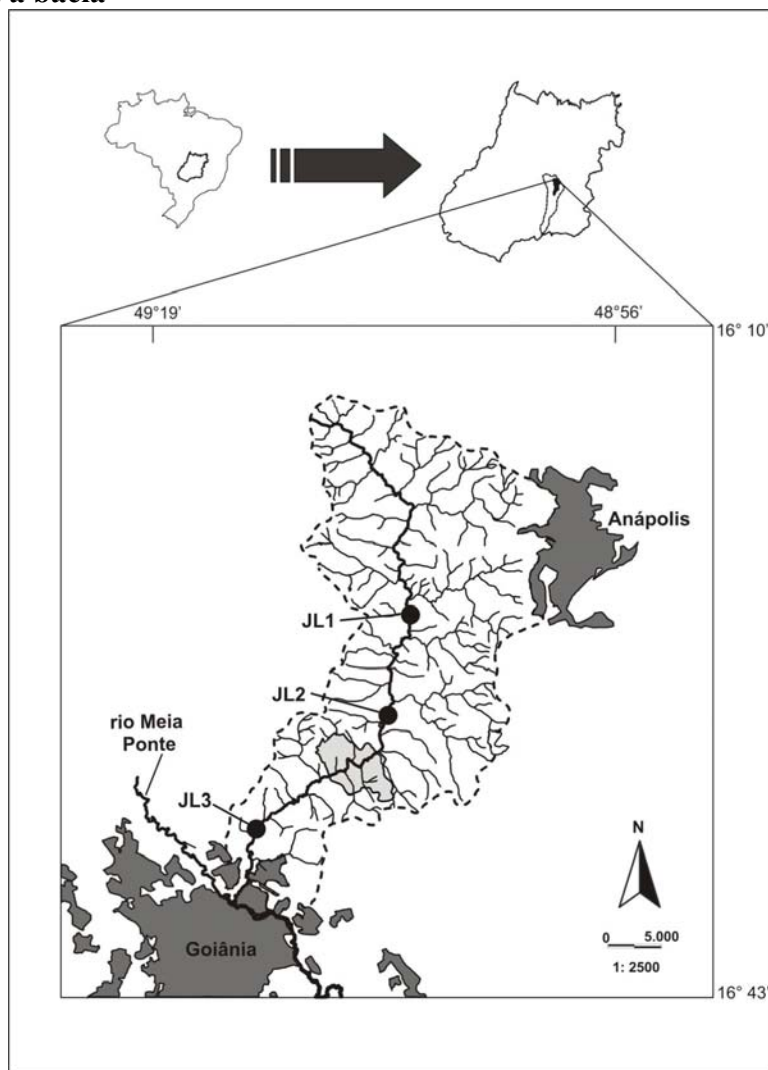 49°19'
48°56'
16° 10'
Anápolis
JL1
JL2
rio Meia
Ponte
JL3
N
0 5.000
1: 2500
Goiânia
16° 43'